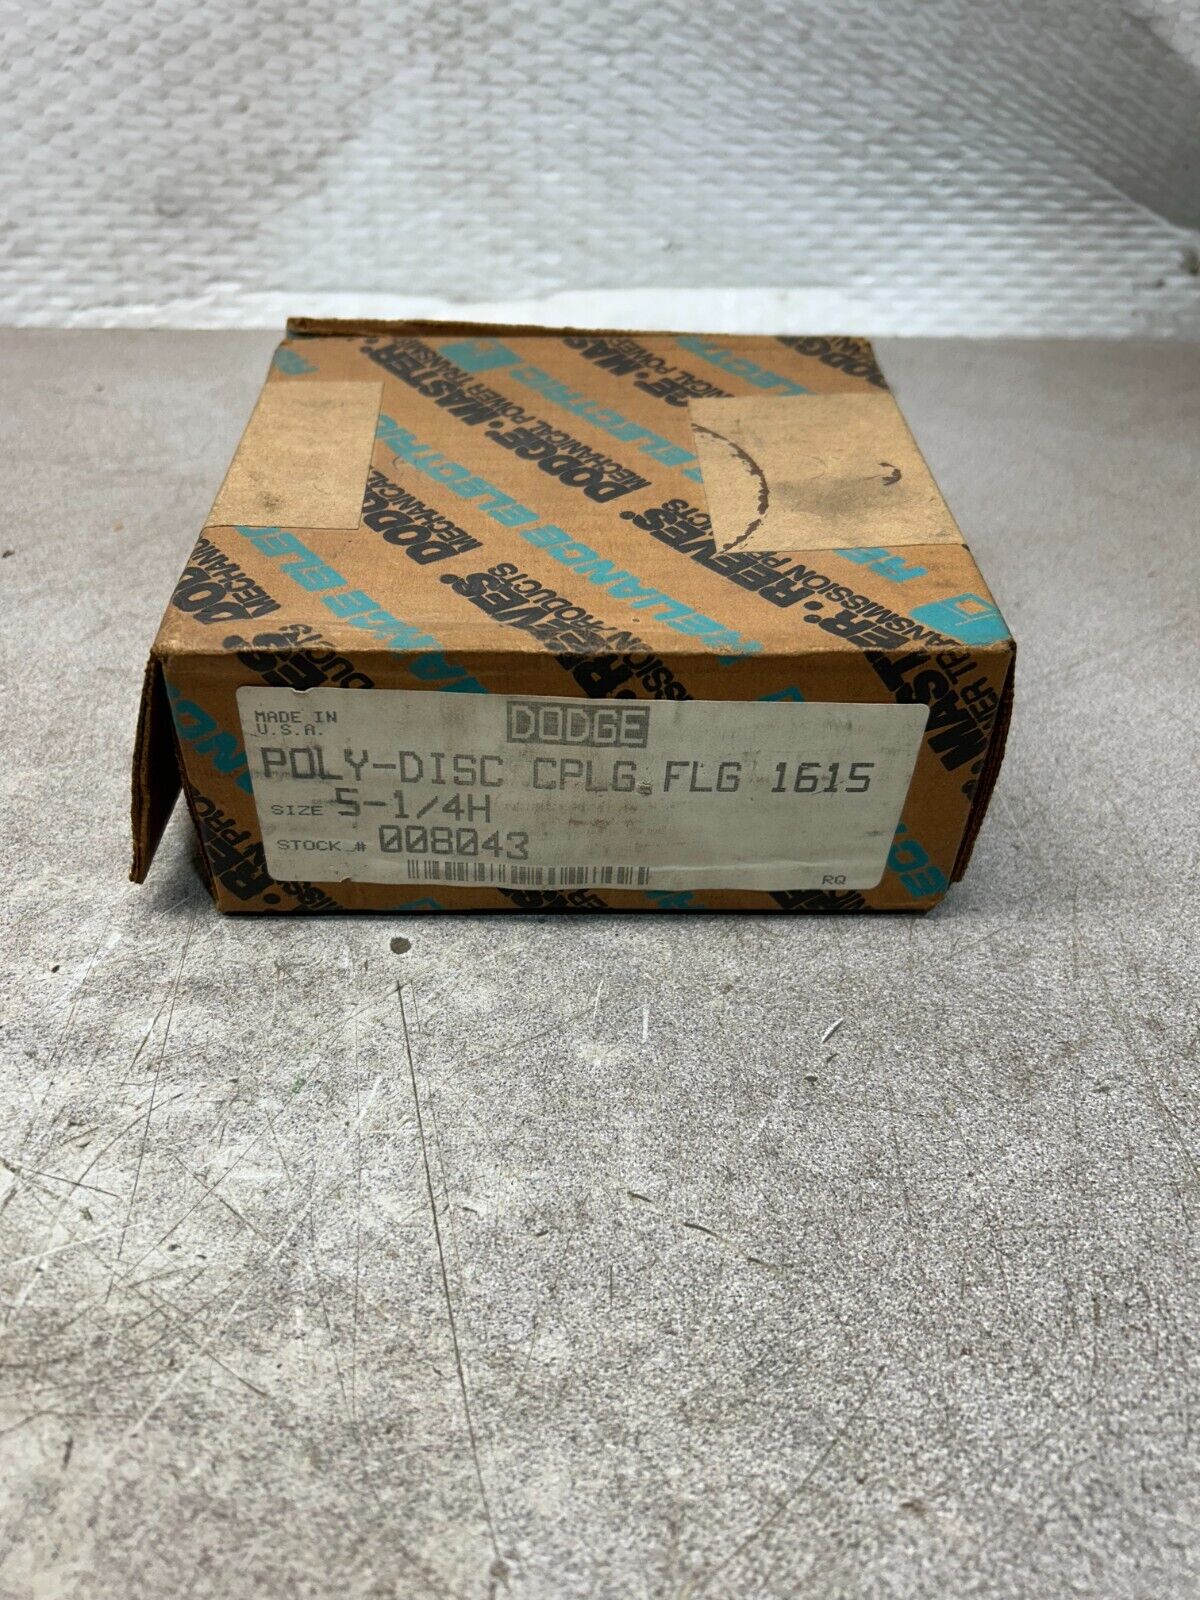 DODGE·MASTER·REEVES
MECHANICAL POWER TRANSMISSION PRODUCTS
RELIANCE ELECTRIC
MADE IN
U.S.A.
DODGE
POLY-DISC CPLG FLG 1615
SIZE 5-1/4H
STOCK # 008043
RQ